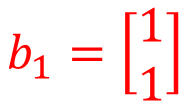 b₁ = [1
1]